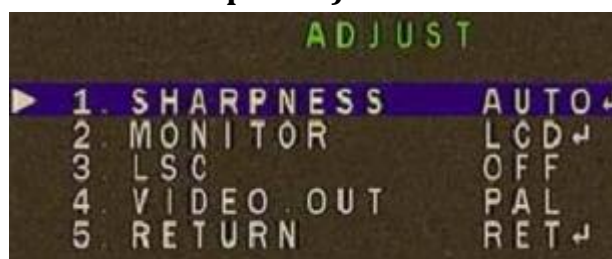 ADJUST
1. SHARPNESS AUTO↵
2. MONITOR LCD↵
3. LSC OFF
4. VIDEO.OUT PAL
5. RETURN RET↵